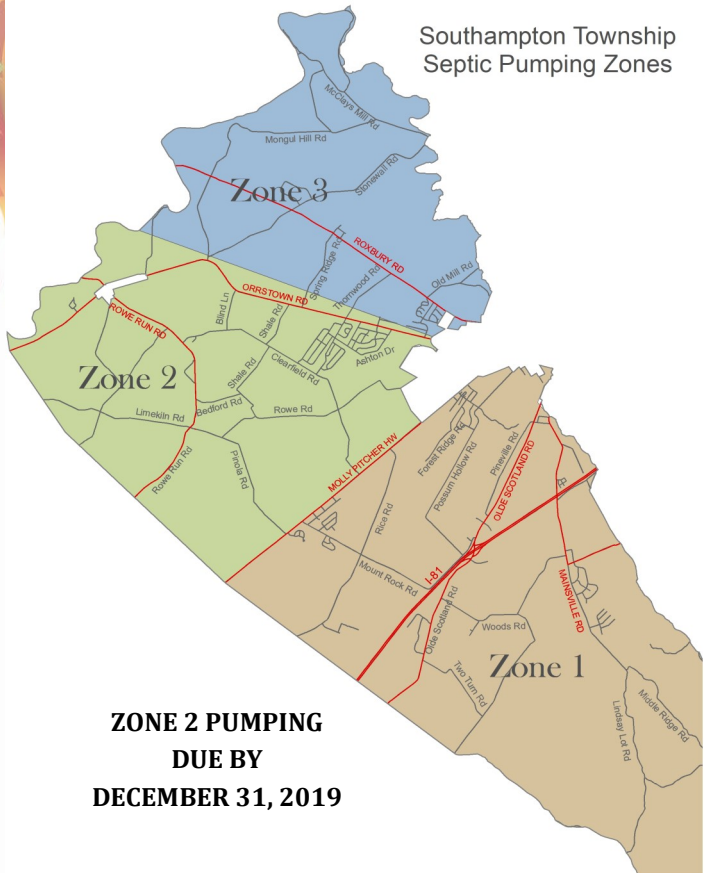 Southampton Township
Septic Pumping Zones
McClays Mill Rd
Mongul Hill Rd
Stonewall Rd
Zone 3
ROXBURY RD
Spring Ridge Rd
Thornwood Rd
Old Mill Rd
ORRSTOWN RD
Blind Ln
Shale Rd
ROWE RUN RD
Ashton Dr
Clearfield Rd
Zone 2
Shale Rd
Bedford Rd
Rowe Rd
Limekiln Rd
Rowe Run Rd
Pinola Rd
MOLLY PITCHER HW
Forest Ridge Rd
Possum Hollow Rd
Pineville Rd
OLDE SCOTLAND RD
Rice Rd
I-81
Mount Rock Rd
MAINSVILLE RD
Olde Scotland Rd
Woods Rd
Zone 1
Two Turn Rd
Lindsay Lot Rd
Middle Ridge Rd
ZONE 2 PUMPING
DUE BY
DECEMBER 31, 2019